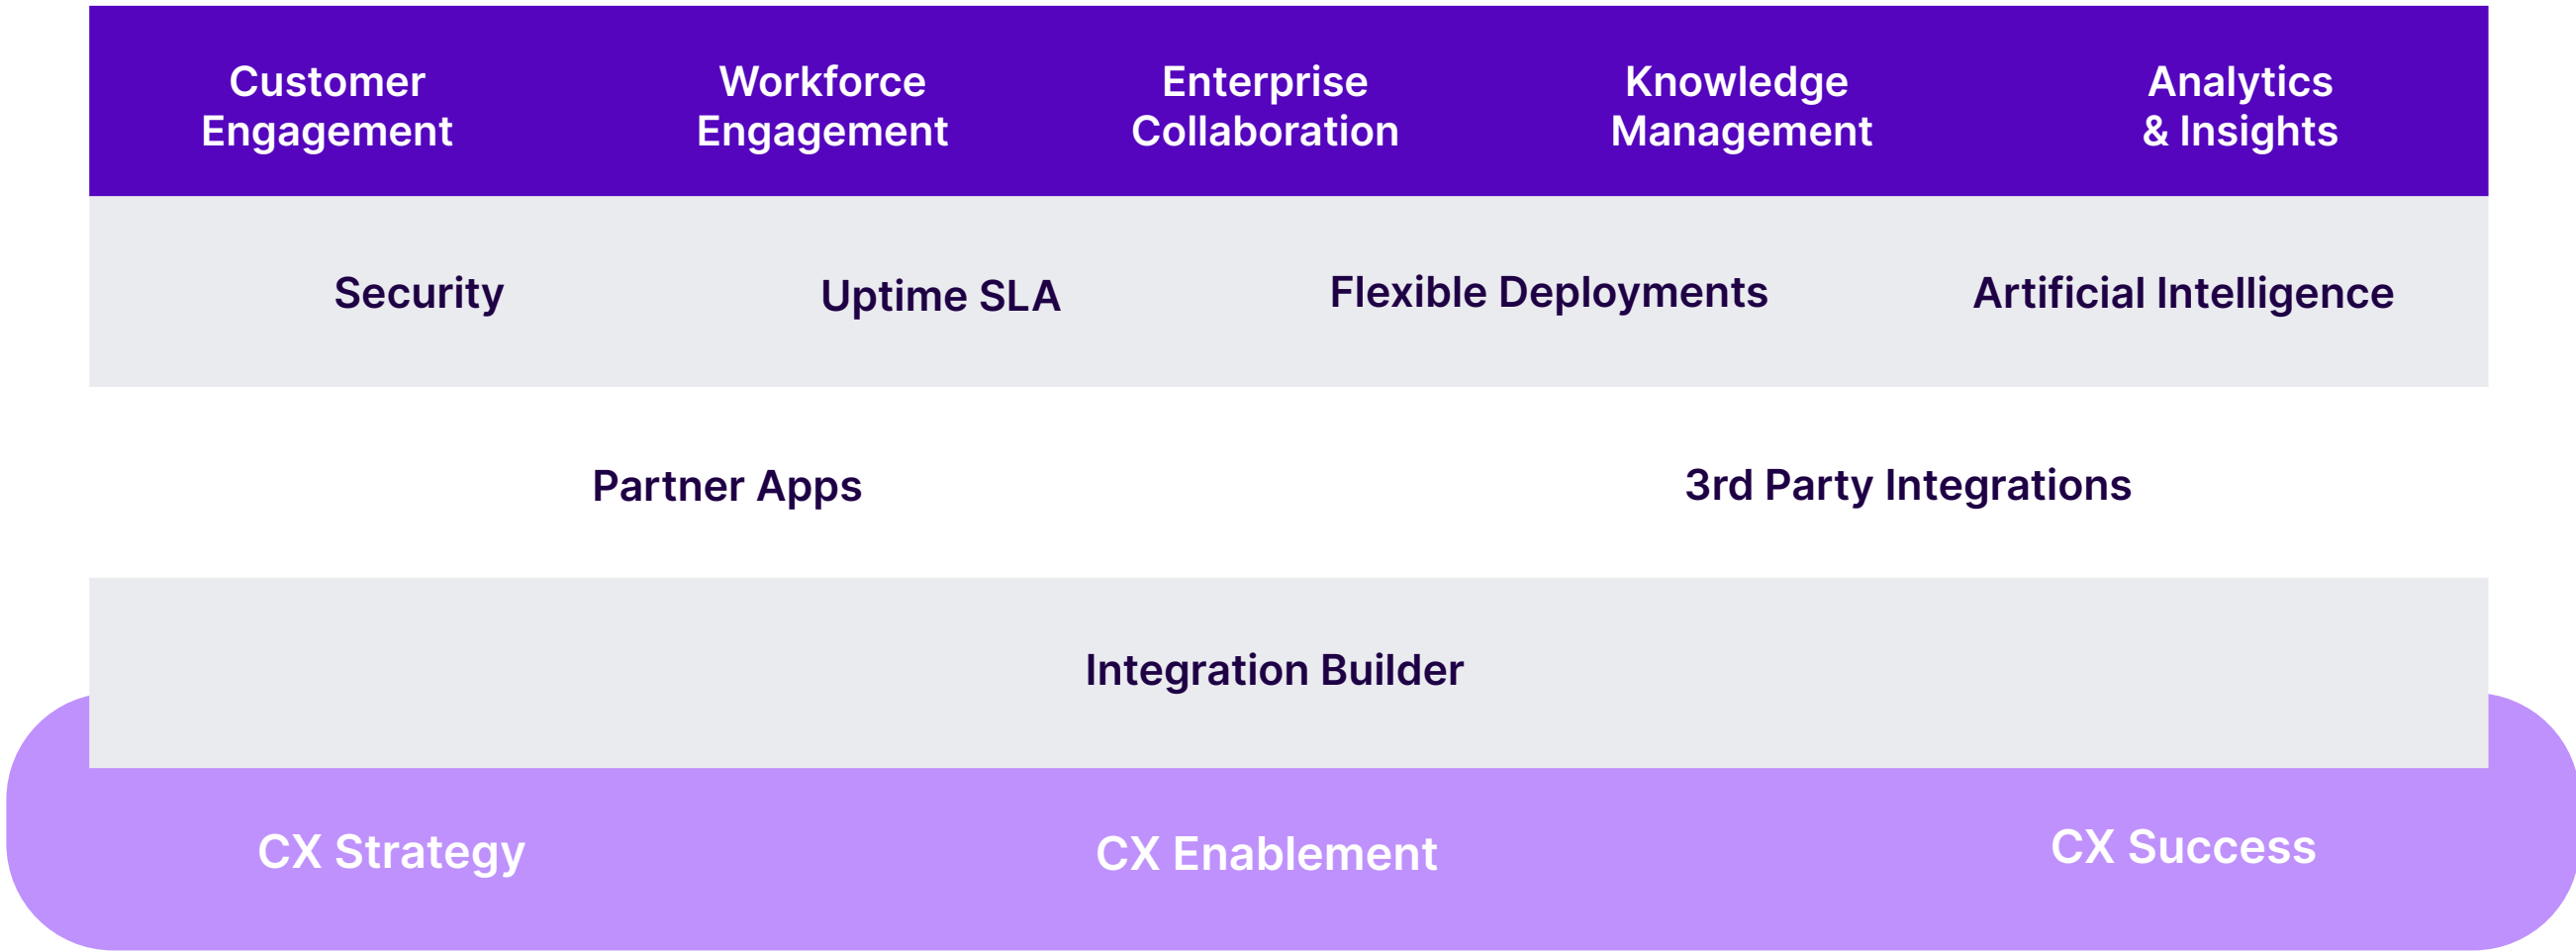 Customer
Engagement
Workforce
Engagement
Enterprise
Collaboration
Knowledge
Management
Analytics
& Insights
Security
Uptime SLA
Flexible Deployments
Artificial Intelligence
Partner Apps
3rd Party Integrations
Integration Builder
CX Strategy
CX Enablement
CX Success